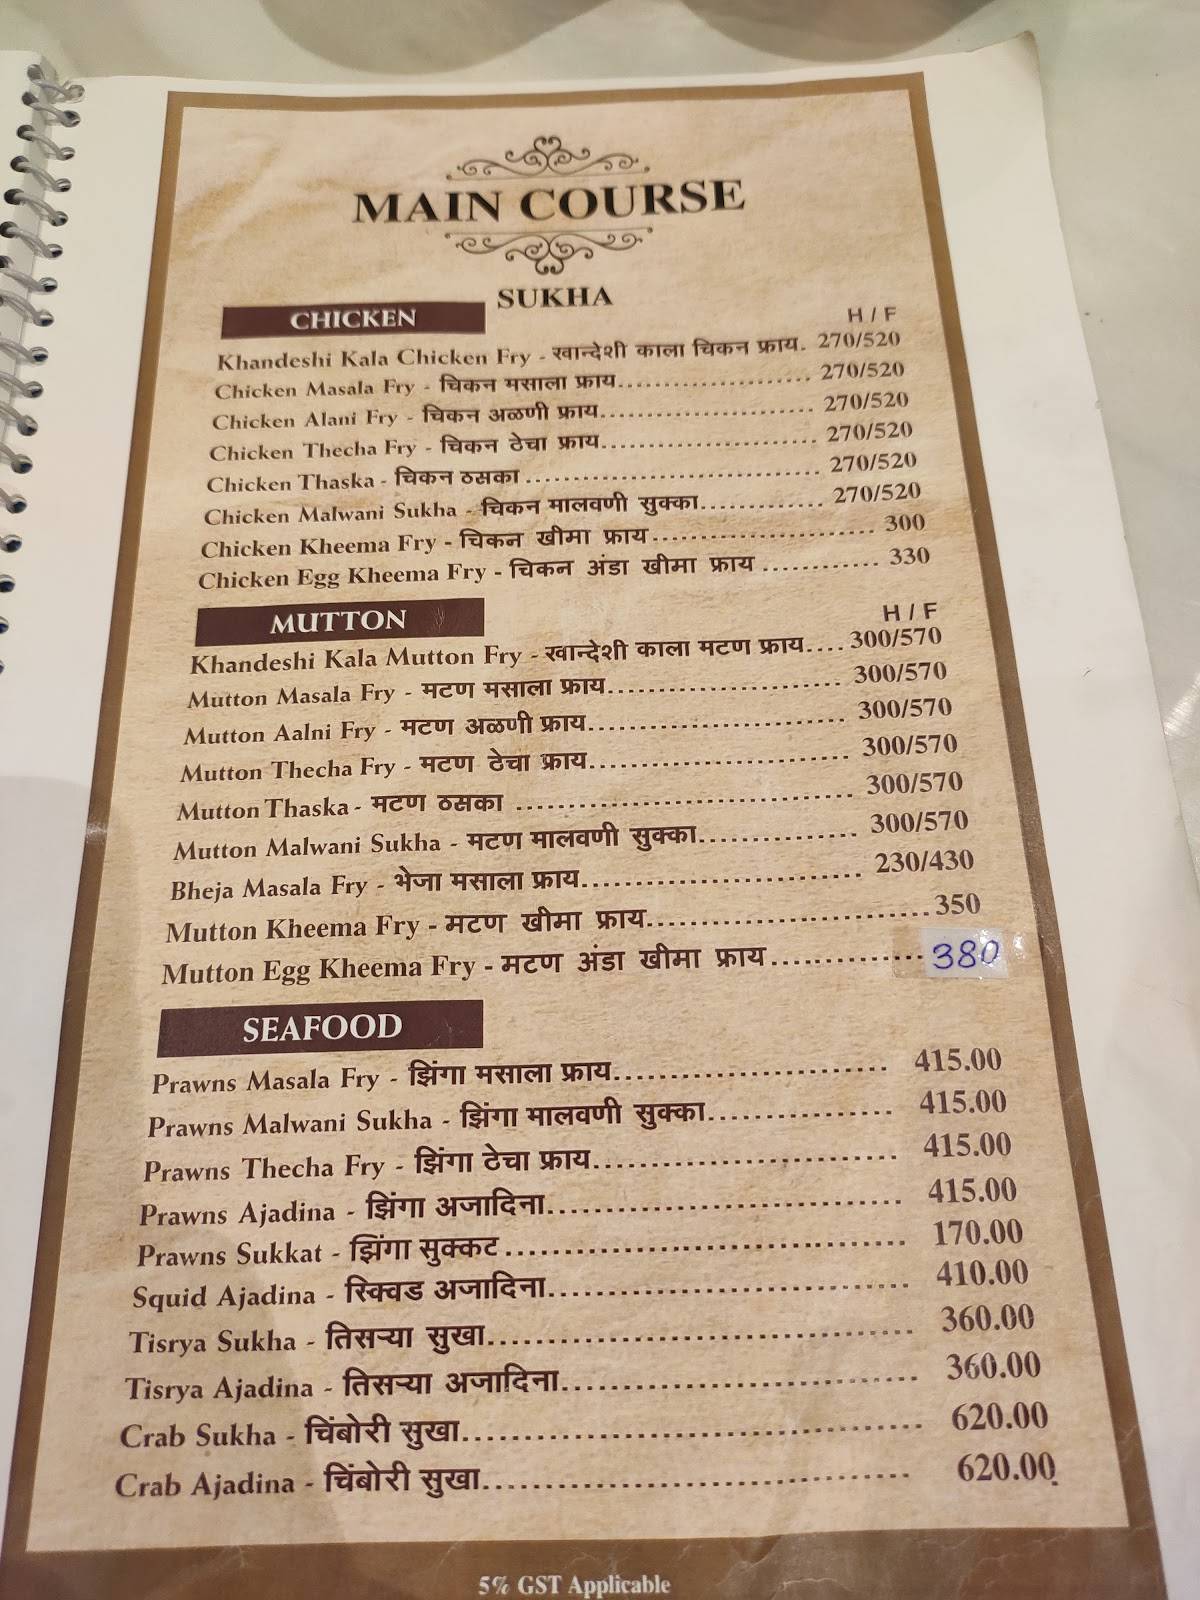 MAIN COURSE
SUKHA
CHICKEN H / F
Khandeshi Kala Chicken Fry - खान्देशी काळा चिकन फ्राय. 270/520
Chicken Masala Fry - चिकन मसाला फ्राय........................ 270/520
Chicken Alani Fry - चिकन अळणी फ्राय........................... 270/520
Chicken Thecha Fry - चिकन ठेचा फ्राय........................... 270/520
Chicken Thaska - चिकन ठसका..................................... 270/520
Chicken Malwani Sukha - चिकन मालवणी सुक्का............... 270/520
Chicken Kheema Fry - चिकन खीमा फ्राय............................ 300
Chicken Egg Kheema Fry - चिकन अंडा खीमा फ्राय ............ 330
MUTTON H / F
Khandeshi Kala Mutton Fry - खान्देशी काला मटण फ्राय.... 300/570
Mutton Masala Fry - मटण मसाला फ्राय........................... 300/570
Mutton Aalni Fry - मटण अळणी फ्राय.............................. 300/570
Mutton Thecha Fry - मटण ठेचा फ्राय.............................. 300/570
Mutton Thaska - मटण ठसका ....................................... 300/570
Mutton Malwani Sukha - मटण मालवणी सुक्का................ 300/570
Bheja Masala Fry - भेजा मसाला फ्राय............................ 230/430
Mutton Kheema Fry - मटण खीमा फ्राय............................350
Mutton Egg Kheema Fry - मटण अंडा खीमा फ्राय...............380
SEAFOOD
Prawns Masala Fry - झिंगा मसाला फ्राय......................... 415.00
Prawns Malwani Sukha - झिंगा मालवणी सुक्का................ 415.00
Prawns Thecha Fry - झिंगा ठेचा फ्राय............................ 415.00
Prawns Ajadina - झिंगा अजादिना................................. 415.00
Prawns Sukkat - झिंगा सुक्कट..................................... 170.00
Squid Ajadina - स्क्विड अजादिना................................. 410.00
Tisrya Sukha - तिसऱ्या सुखा....................................... 360.00
Tisrya Ajadina - तिसऱ्या अजादिना................................ 360.00
Crab Sukha - चिंबोरी सुखा.......................................... 620.00
Crab Ajadina - चिंबोरी सुखा........................................ 620.00
5% GST Applicable